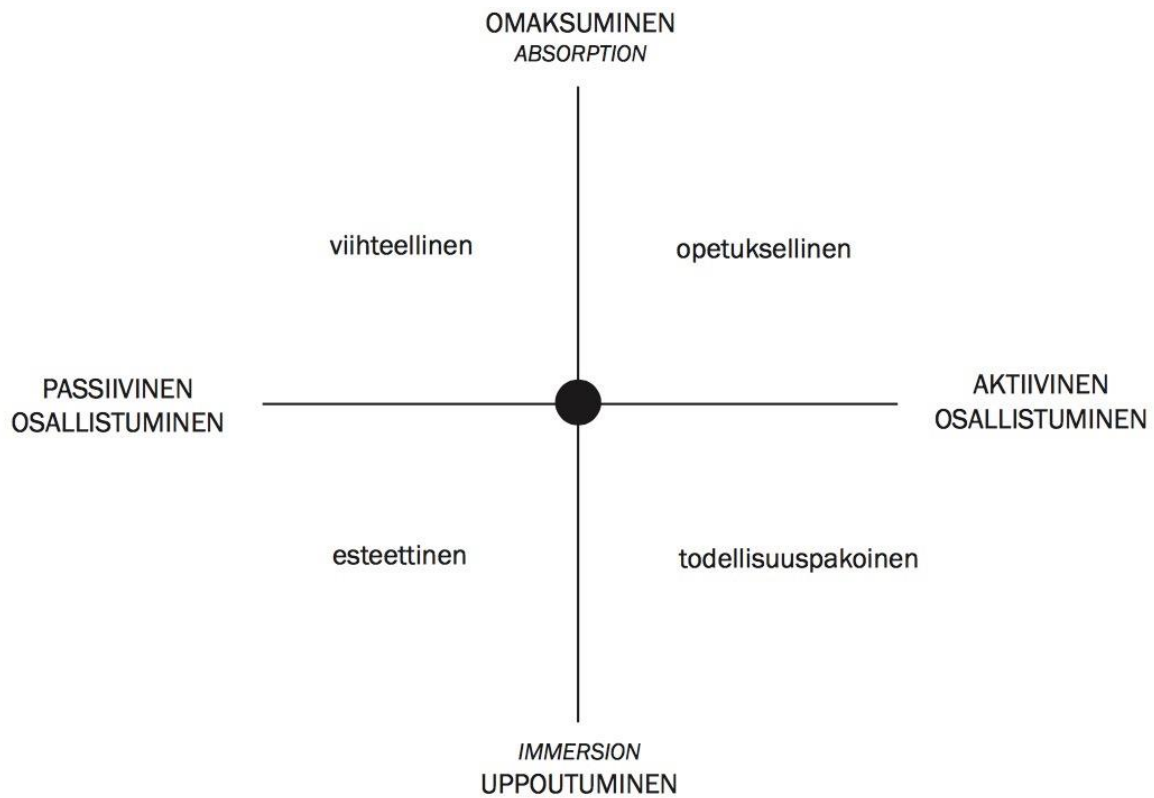 OMAKSUMINEN
ABSORPTION
viihteellinen
opetuksellinen
PASSIIVINEN
OSALLISTUMINEN
AKTIIVINEN
OSALLISTUMINEN
esteettinen
todellisuuspakoinen
IMMERSION
UPPOUTUMINEN